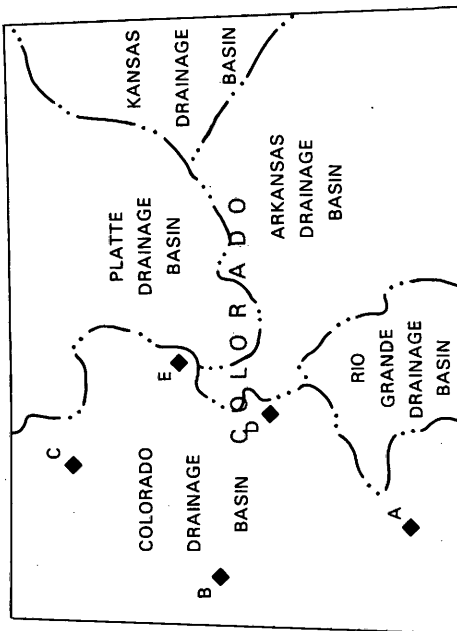 KANSAS
DRAINAGE
BASIN
PLATTE
DRAINAGE
BASIN
COLORADO
ARKANSAS
DRAINAGE
BASIN
E
D
C
COLORADO
DRAINAGE
BASIN
RIO
GRANDE
DRAINAGE
BASIN
B
A